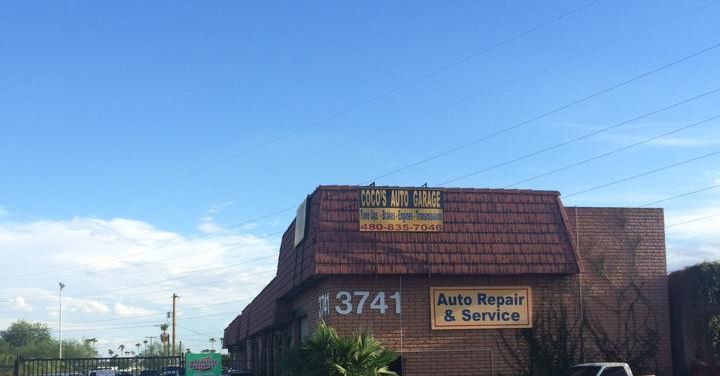 COCO'S AUTO GARAGE
Tune Ups - Brakes - Engines - Transmissions
480-835-7046
3741
Auto Repair
& Service